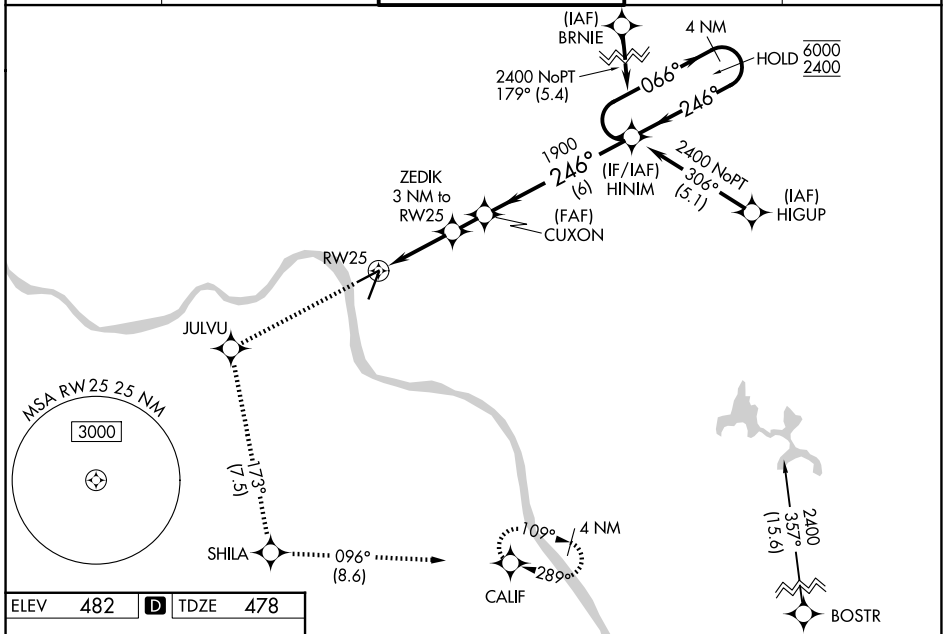 (IAF)
BRNIE
4 NM
HOLD 6000
2400
2400 NoPT
179° (5.4)
066°
246°
1900
246°
(6)
(IF/IAF)
HINIM
2400 NoPT
306°
(5.1)
(IAF)
HIGUP
ZEDIK
3 NM to
RW25
(FAF)
CUXON
RW25
JULVU
MSA RW25 25 NM
3000
173°
(7.5)
SHILA
096°
(8.6)
109°
4 NM
289°
CALIF
2400
357°
(15.6)
BOSTR
ELEV 482 D TDZE 478